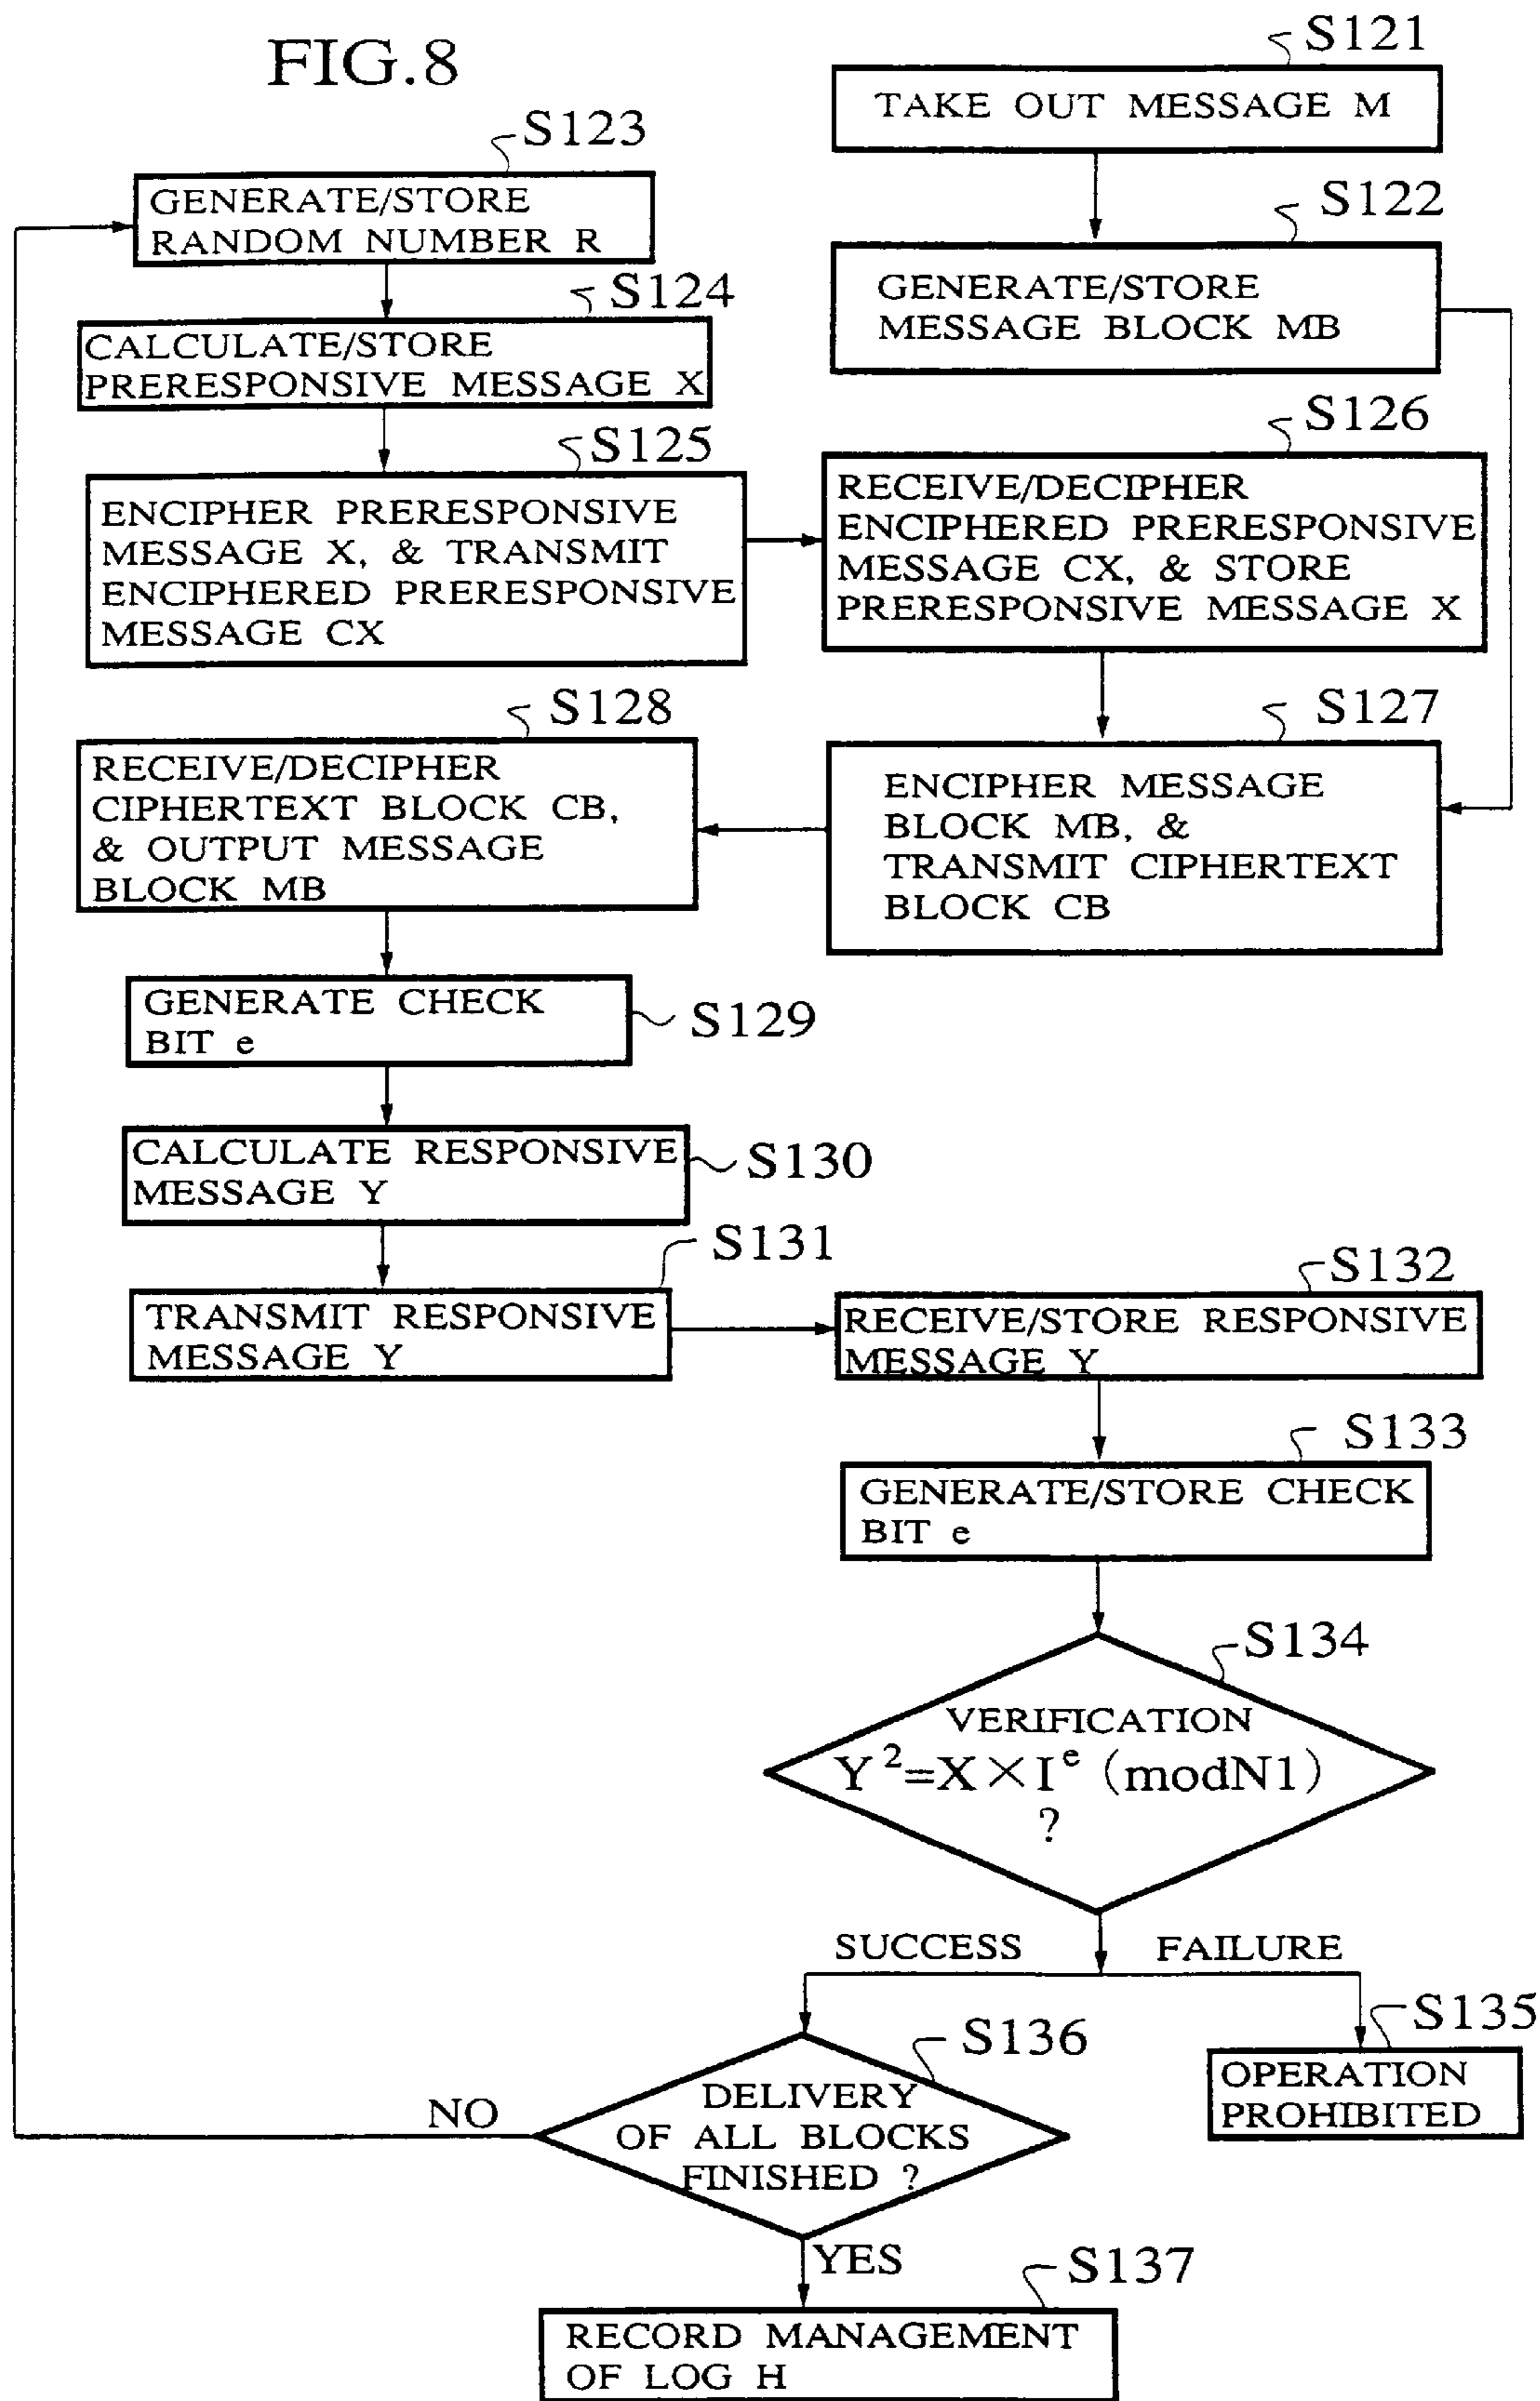 FIG.8
S121
TAKE OUT MESSAGE M
S122
GENERATE/STORE
MESSAGE BLOCK MB
S123
GENERATE/STORE
RANDOM NUMBER R
S124
CALCULATE/STORE
PRERESPONSIVE MESSAGE X
S125
ENCIPHER PRERESPONSIVE
MESSAGE X, & TRANSMIT
ENCIPHERED PRERESPONSIVE
MESSAGE CX
S126
RECEIVE/DECIPHER
ENCIPHERED PRERESPONSIVE
MESSAGE CX, & STORE
PRERESPONSIVE MESSAGE X
S127
ENCIPHER MESSAGE
BLOCK MB, &
TRANSMIT CIPHERTEXT
BLOCK CB
S128
RECEIVE/DECIPHER
CIPHERTEXT BLOCK CB,
& OUTPUT MESSAGE
BLOCK MB
S129
GENERATE CHECK
BIT e
S130
CALCULATE RESPONSIVE
MESSAGE Y
S131
TRANSMIT RESPONSIVE
MESSAGE Y
S132
RECEIVE/STORE RESPONSIVE
MESSAGE Y
S133
GENERATE/STORE CHECK
BIT e
S134
VERIFICATION
Y²=X×Iᵉ (modN1)
?
SUCCESS
FAILURE
S135
OPERATION
PROHIBITED
S136
DELIVERY
OF ALL BLOCKS
FINISHED ?
NO
YES
S137
RECORD MANAGEMENT
OF LOG H